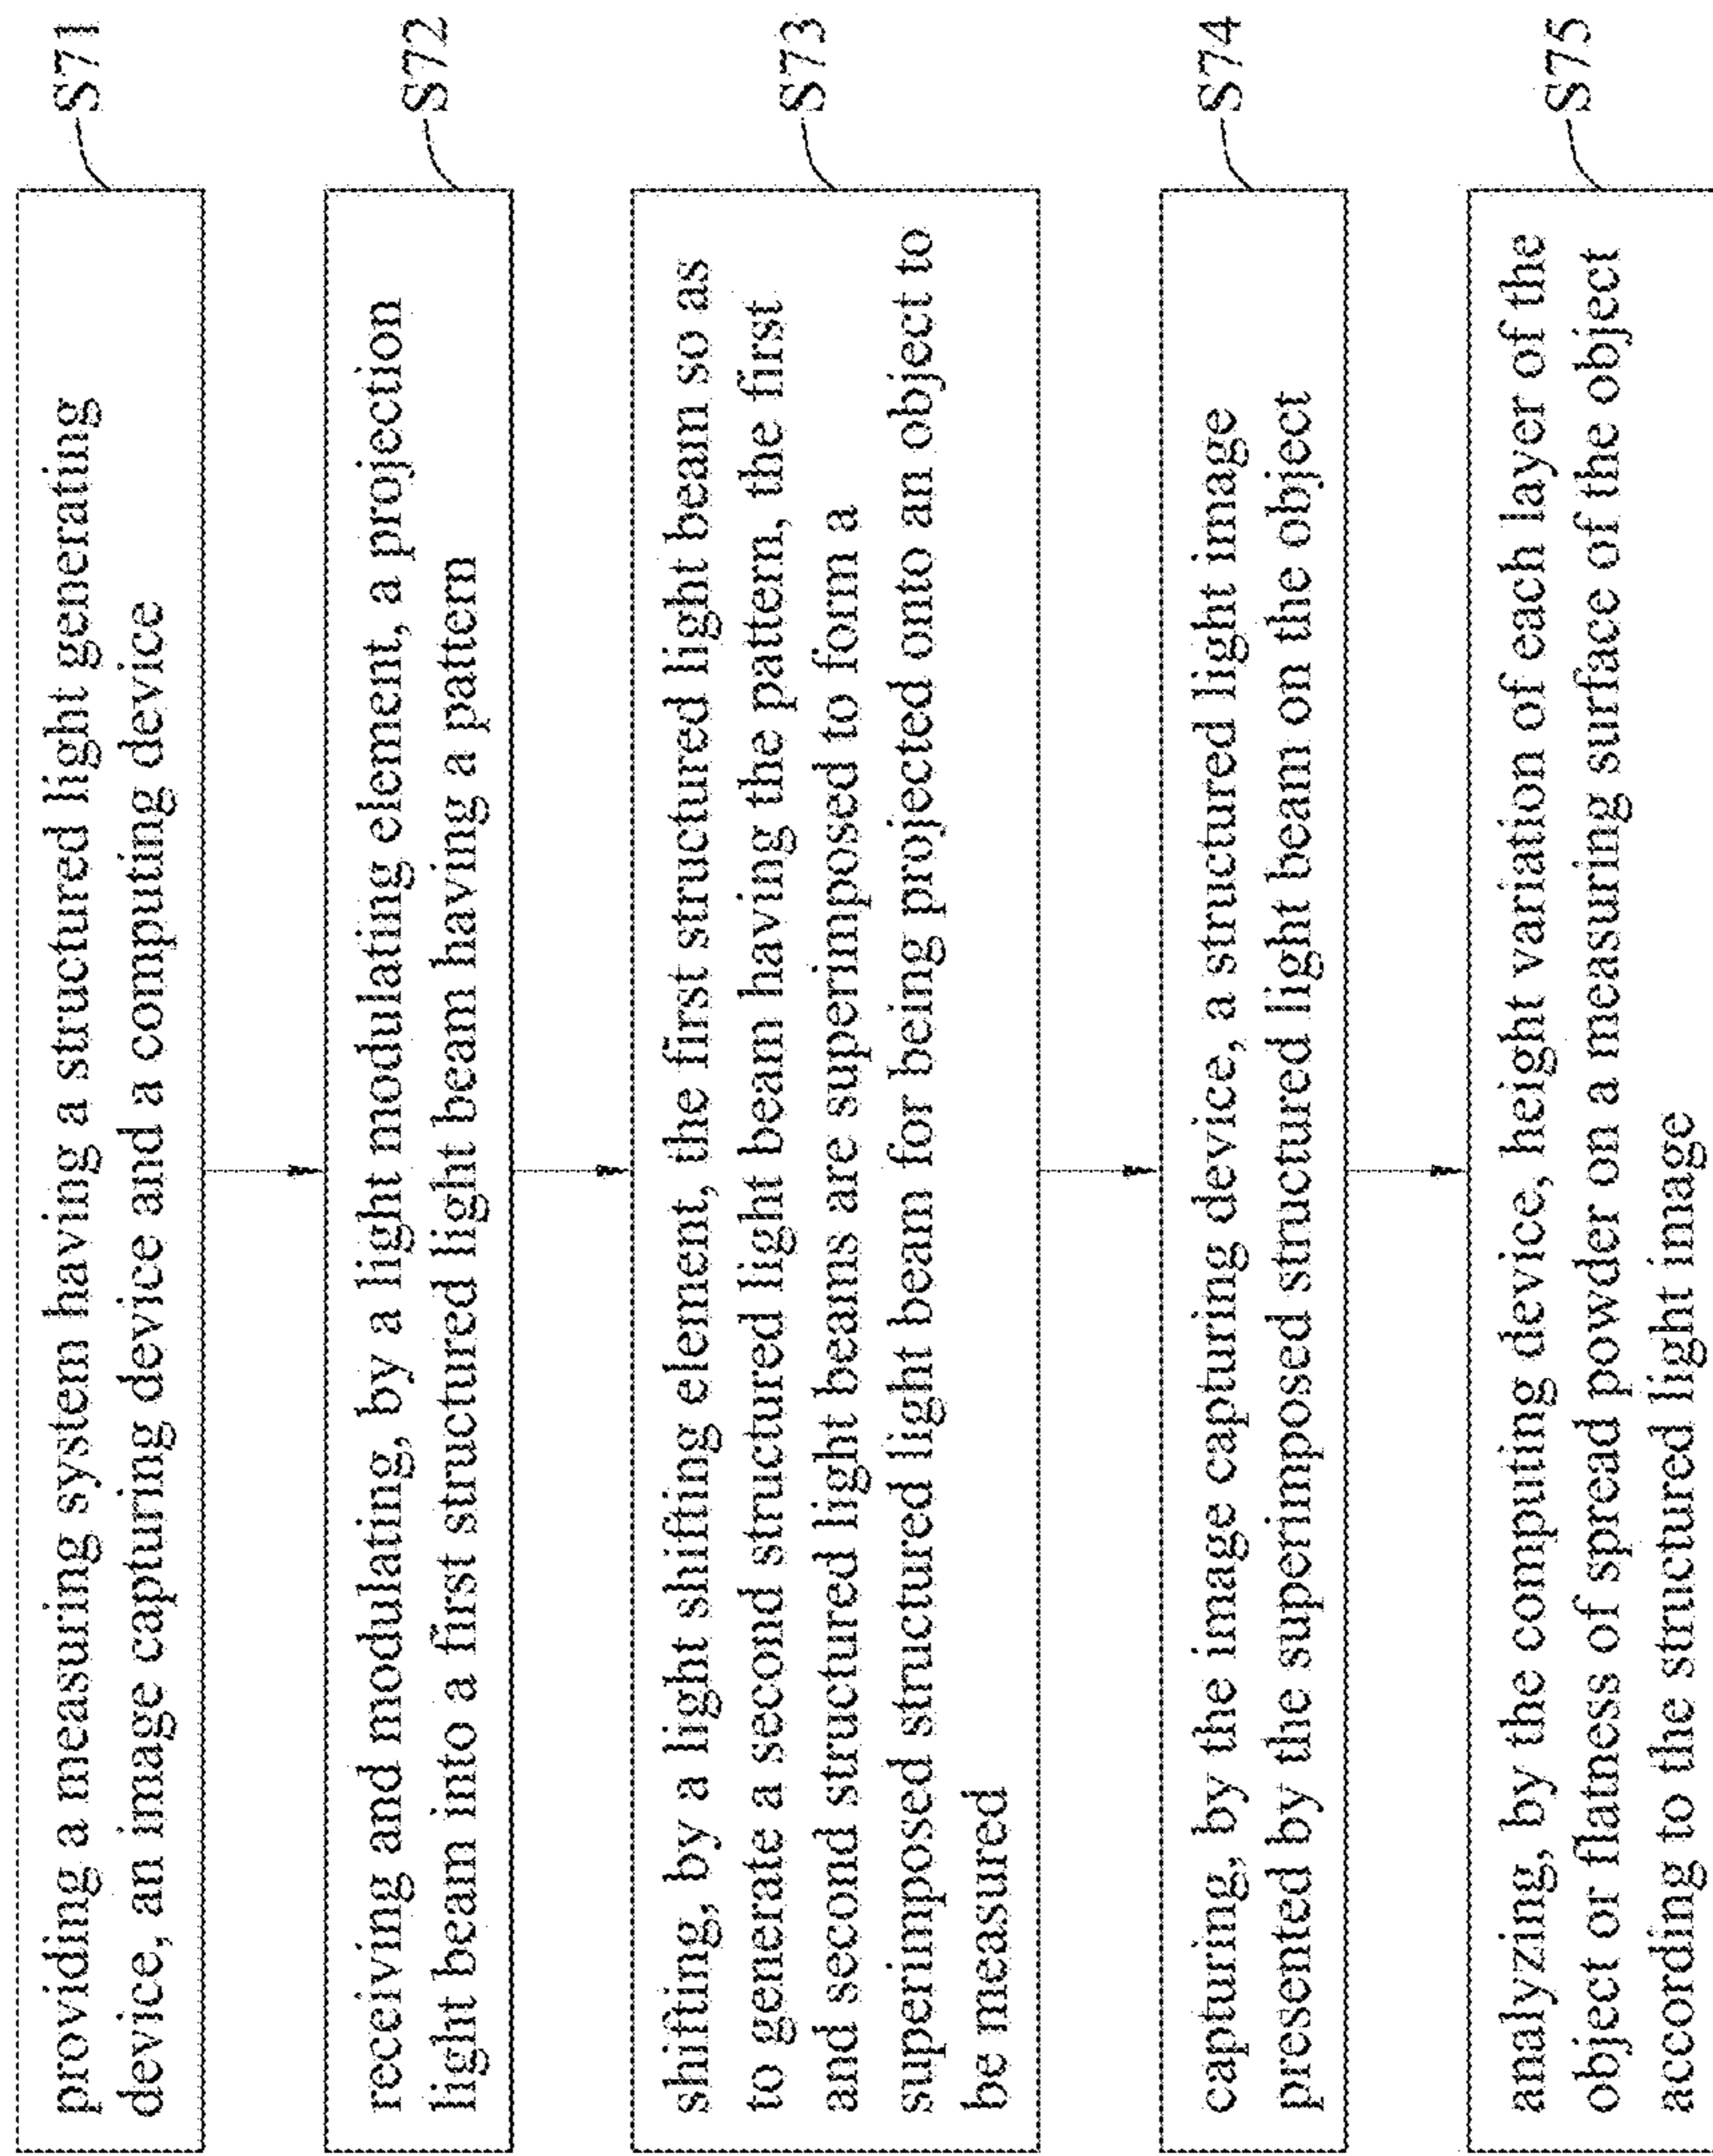 S71
providing a measuring system having a structured light generating
device, an image capturing device and a computing device
S72
receiving and modulating, by a light modulating element, a projection
light beam into a first structured light beam having a pattern
S73
shifting, by a light shifting element, the first structured light beam so as
to generate a second structured light beam having the pattern, the first
and second structured light beams are superimposed to form a
superimposed structured light beam for being projected onto an object to
be measured
S74
capturing, by the image capturing device, a structured light image
presented by the superimposed structured light beam on the object
S75
analyzing, by the computing device, height variation of each layer of the
object or flatness of spread powder on a measuring surface of the object
according to the structured light image